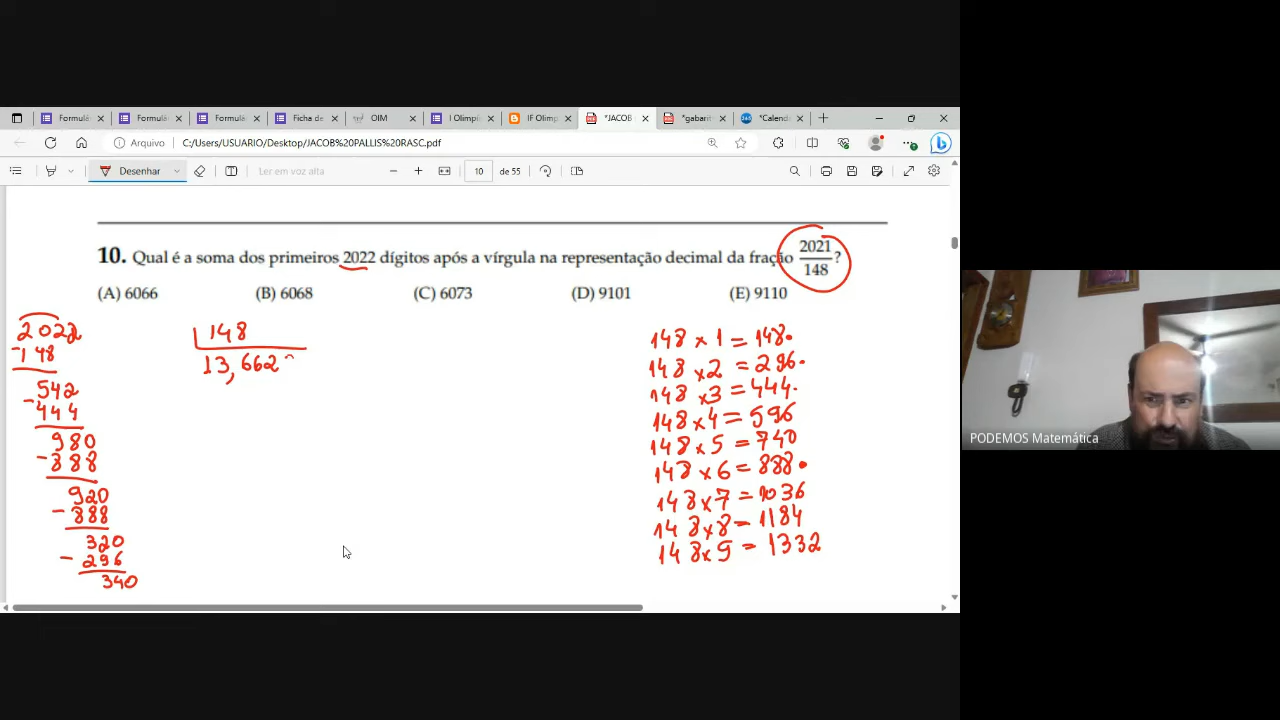 Formulá
Formulá
Formulá
Ficha de
OIM
I Olimpi
IF Olimp
*JACOB
*gabarit
*Calend
Arquivo
C:/Users/USUARIO/Desktop/JACOB%20PALLIS%20RASC.pdf
Desenhar
Ler em voz alta
10
de 55
10. Qual é a soma dos primeiros 2022 dígitos após a vírgula na representação decimal da fração 2021/148?
(A) 6066 (B) 6068 (C) 6073 (D) 9101 (E) 9110
148
13,662
-148
542
-444
980
-888
920
-888
320
-296
340
148 x 1 = 148
148 x 2 = 296
148 x 3 = 444
148 x 4 = 596
148 x 5 = 740
148 x 6 = 888
148 x 7 = 1036
148 x 8 = 1184
148 x 9 = 1332
PODEMOS Matemática